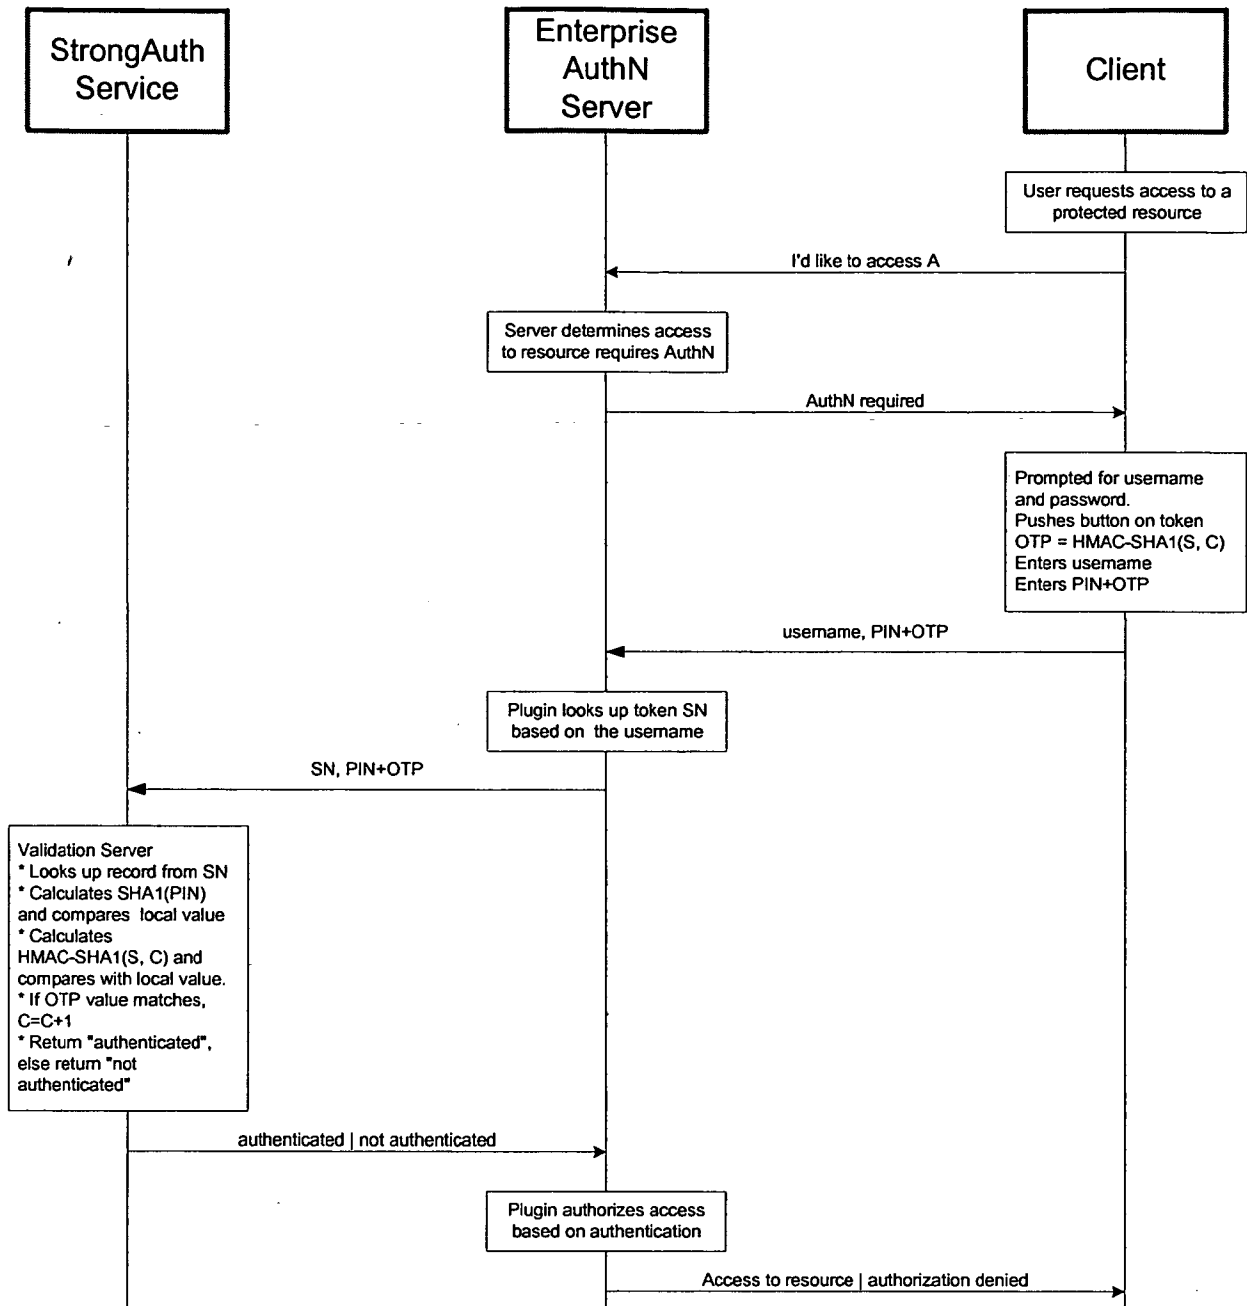 StrongAuth
Service
Enterprise
AuthN
Server
Client
User requests access to a
protected resource
I'd like to access A
Server determines access
to resource requires AuthN
AuthN required
Prompted for username
and password.
Pushes button on token
OTP = HMAC-SHA1(S, C)
Enters username
Enters PIN+OTP
username, PIN+OTP
Plugin looks up token SN
based on the username
SN, PIN+OTP
Validation Server
* Looks up record from SN
* Calculates SHA1(PIN)
and compares local value
* Calculates
HMAC-SHA1(S, C) and
compares with local value.
* If OTP value matches,
C=C+1
* Return "authenticated",
else return "not
authenticated"
authenticated | not authenticated
Plugin authorizes access
based on authentication
Access to resource | authorization denied